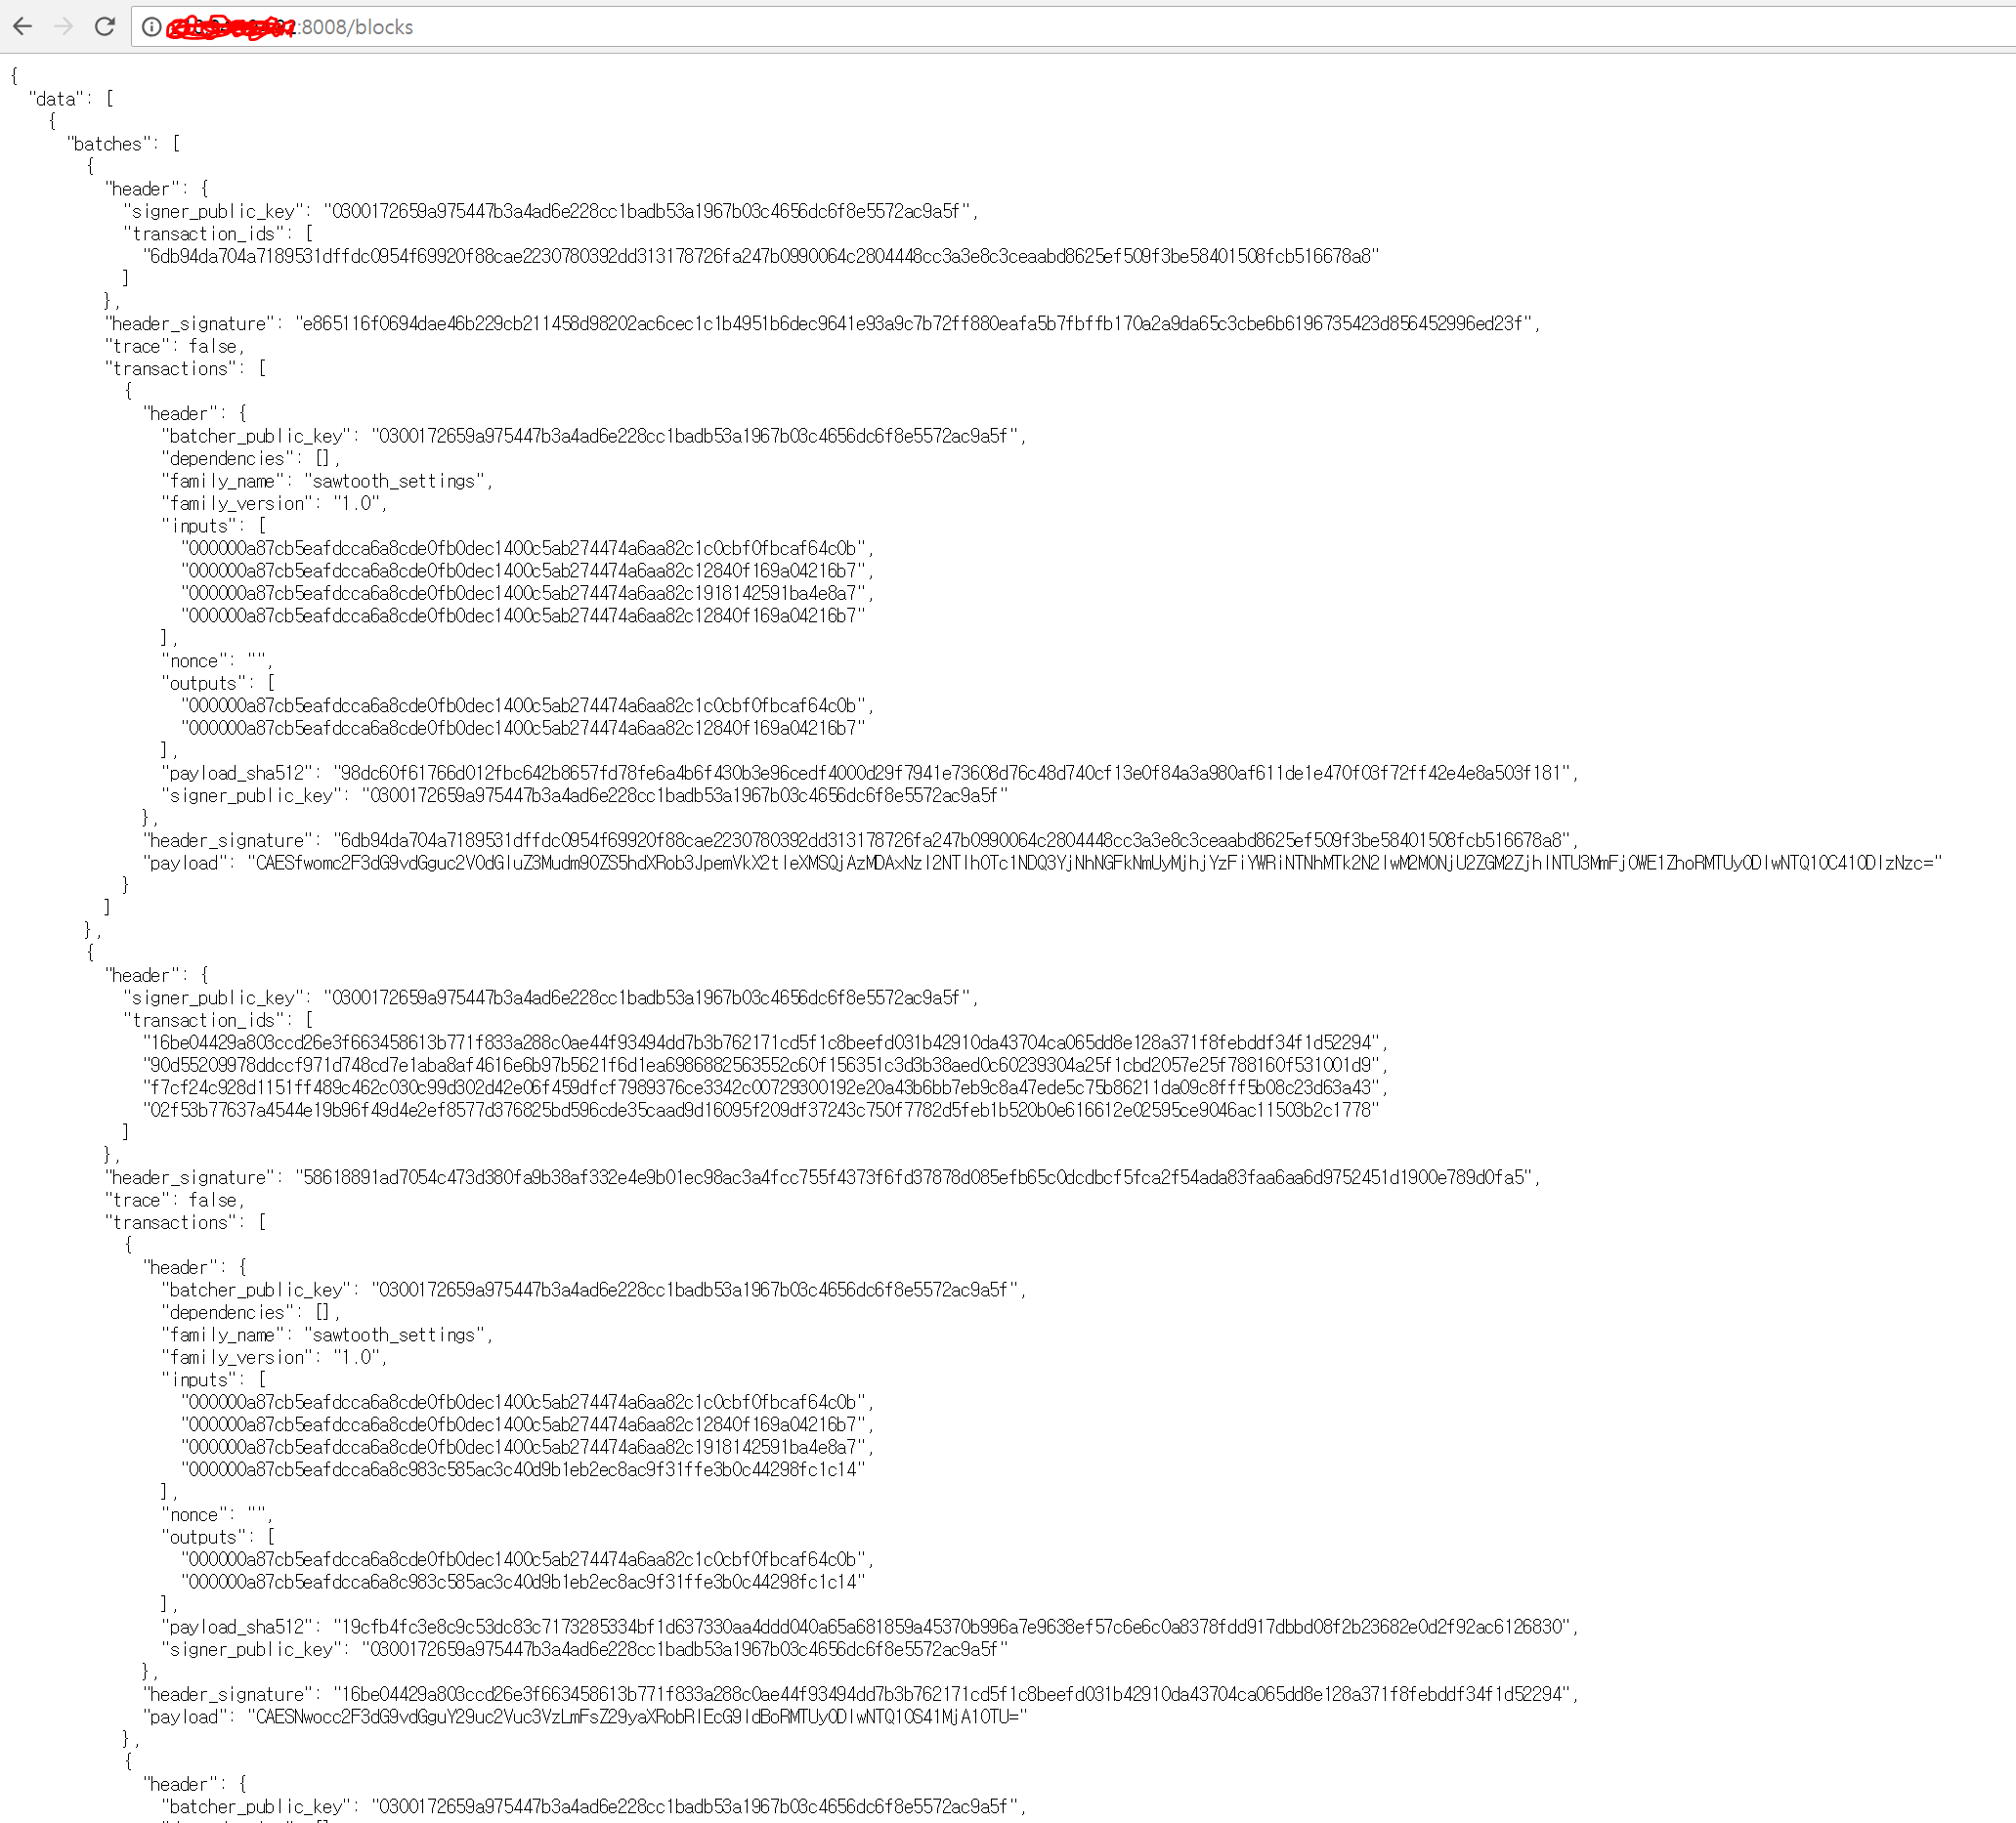 :8008/blocks
{
"data": [
{
"batches": [
{
"header": {
"signer_public_key": "0300172659a975447b3a4ad6e228cc1badb53a1967b03c4656dc6f8e5572ac9a5f",
"transaction_ids": [
"6db94da704a7189531dffdc0954f69920f88cae2230780392dd313178726fa247b0990064c2804448cc3a3e8c3ceaabd8625ef509f3be58401508fcb516678a8"
]
},
"header_signature": "e865116f0694dae46b229cb211458d98202ac6cec1c1b4951b6dec9641e93a9c7b72ff880eafa5b7fbffb170a2a9da65c3cbe6b6196735423d856452996ed23f",
"trace": false,
"transactions": [
{
"header": {
"batcher_public_key": "0300172659a975447b3a4ad6e228cc1badb53a1967b03c4656dc6f8e5572ac9a5f",
"dependencies": [],
"family_name": "sawtooth_settings",
"family_version": "1.0",
"inputs": [
"000000a87cb5eafdcca6a8cde0fb0dec1400c5ab274474a6aa82c1c0cbf0fbcaf64c0b",
"000000a87cb5eafdcca6a8cde0fb0dec1400c5ab274474a6aa82c12840f169a04216b7",
"000000a87cb5eafdcca6a8cde0fb0dec1400c5ab274474a6aa82c1918142591ba4e8a7",
"000000a87cb5eafdcca6a8cde0fb0dec1400c5ab274474a6aa82c12840f169a04216b7"
],
"nonce": "",
"outputs": [
"000000a87cb5eafdcca6a8cde0fb0dec1400c5ab274474a6aa82c1c0cbf0fbcaf64c0b",
"000000a87cb5eafdcca6a8cde0fb0dec1400c5ab274474a6aa82c12840f169a04216b7"
],
"payload_sha512": "98dc60f61766d012fbc642b8657fd78fe6a4b6f430b3e96cedf4000d29f7941e73608d76c48d740cf13e0f84a3a980af611de1e470f03f72ff42e4e8a503f181",
"signer_public_key": "0300172659a975447b3a4ad6e228cc1badb53a1967b03c4656dc6f8e5572ac9a5f"
},
"header_signature": "6db94da704a7189531dffdc0954f69920f88cae2230780392dd313178726fa247b0990064c2804448cc3a3e8c3ceaabd8625ef509f3be58401508fcb516678a8",
"payload": "CAESfwomc2F3dG9vdGguc2V0dGluZ3Mudm90ZS5hdXRob3JpemVkX2tleXMSQjAzMDAxNzI2NTlhOTc1NDQ3YjNhNGFkNmUyMjhjYzFiYWRiNTNhMTk2N2IwM2M0NjU2ZGM2ZjhlNTU3MmFjOWE1ZhoRMTUyODIwNTQ1OC41ODIzNzc="
}
]
},
{
"header": {
"signer_public_key": "0300172659a975447b3a4ad6e228cc1badb53a1967b03c4656dc6f8e5572ac9a5f",
"transaction_ids": [
"16be04429a803ccd26e3f663458613b771f833a288c0ae44f93494dd7b3b762171cd5f1c8beefd031b42910da43704ca065dd8e128a371f8febddf34f1d52294",
"90d55209978ddccf971d748cd7e1aba8af4616e6b97b5621f6d1ea6986882563552c60f156351c3d3b38aed0c60239304a25f1cbd2057e25f788160f531001d9",
"f7cf24c928d1151ff489c462c030c99d302d42e06f459dfcf7989376ce3342c00729300192e20a43b6bb7eb9c8a47ede5c75b86211da09c8fff5b08c23d63a43",
"02f53b77637a4544e19b96f49d4e2ef8577d376825bd596cde35caad9d16095f209df37243c750f7782d5feb1b520b0e616612e02595ce9046ac11503b2c1778"
]
},
"header_signature": "58618891ad7054c473d380fa9b38af332e4e9b01ec98ac3a4fcc755f4373f6fd37878d085efb65c0dcdbcf5fca2f54ada83faa6aa6d9752451d1900e789d0fa5",
"trace": false,
"transactions": [
{
"header": {
"batcher_public_key": "0300172659a975447b3a4ad6e228cc1badb53a1967b03c4656dc6f8e5572ac9a5f",
"dependencies": [],
"family_name": "sawtooth_settings",
"family_version": "1.0",
"inputs": [
"000000a87cb5eafdcca6a8cde0fb0dec1400c5ab274474a6aa82c1c0cbf0fbcaf64c0b",
"000000a87cb5eafdcca6a8cde0fb0dec1400c5ab274474a6aa82c12840f169a04216b7",
"000000a87cb5eafdcca6a8cde0fb0dec1400c5ab274474a6aa82c1918142591ba4e8a7",
"000000a87cb5eafdcca6a8c983c585ac3c40d9b1eb2ec8ac9f31ffe3b0c44298fc1c14"
],
"nonce": "",
"outputs": [
"000000a87cb5eafdcca6a8cde0fb0dec1400c5ab274474a6aa82c1c0cbf0fbcaf64c0b",
"000000a87cb5eafdcca6a8c983c585ac3c40d9b1eb2ec8ac9f31ffe3b0c44298fc1c14"
],
"payload_sha512": "19cfb4fc3e8c9c53dc83c7173285334bf1d637330aa4ddd040a65a681859a45370b996a7e9638ef57c6e6c0a8378fdd917dbbd08f2b23682e0d2f92ac6126830",
"signer_public_key": "0300172659a975447b3a4ad6e228cc1badb53a1967b03c4656dc6f8e5572ac9a5f"
},
"header_signature": "16be04429a803ccd26e3f663458613b771f833a288c0ae44f93494dd7b3b762171cd5f1c8beefd031b42910da43704ca065dd8e128a371f8febddf34f1d52294",
"payload": "CAESNwocc2F3dG9vdGguY29uc2Vuc3VzLmFsZ29yaXRobRIEcG9ldBoRMTUyODIwNTQ1OS41MjA1OTU="
},
{
"header": {
"batcher_public_key": "0300172659a975447b3a4ad6e228cc1badb53a1967b03c4656dc6f8e5572ac9a5f",